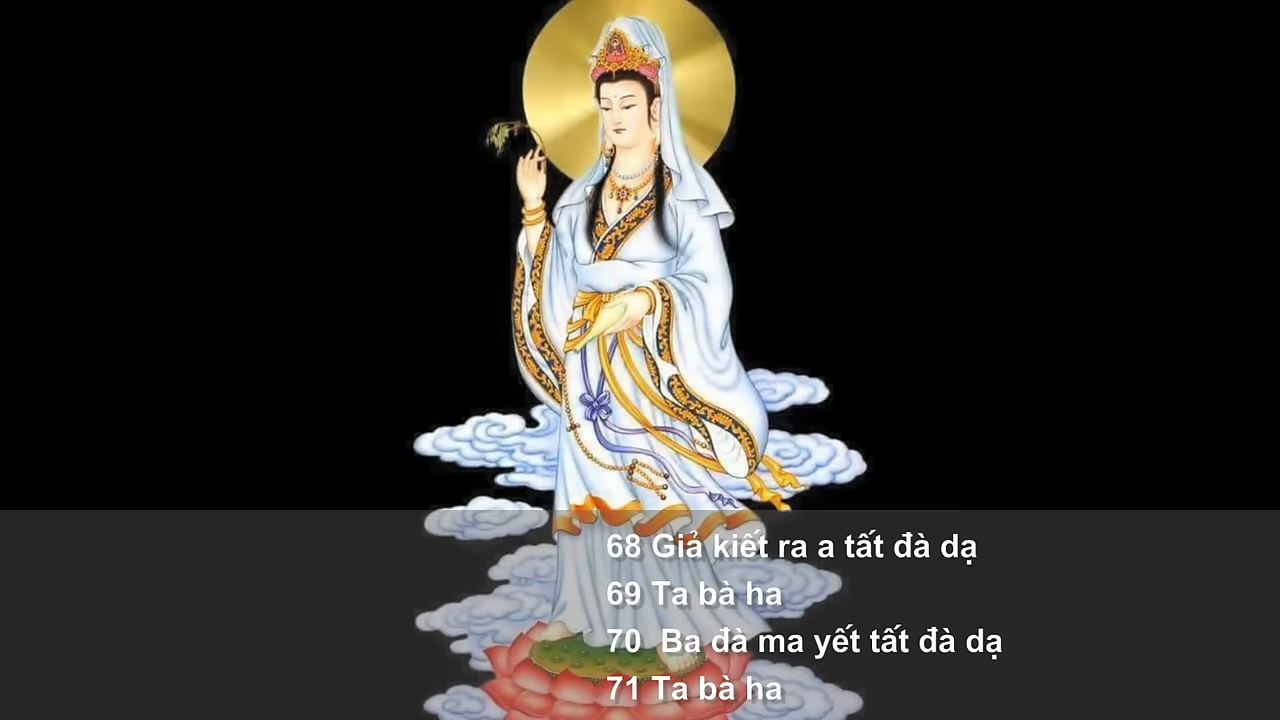 68 Giả kiết ra a tất đà dạ
69 Ta bà ha
70 Ba đà ma yết tất đà dạ
71 Ta bà ha